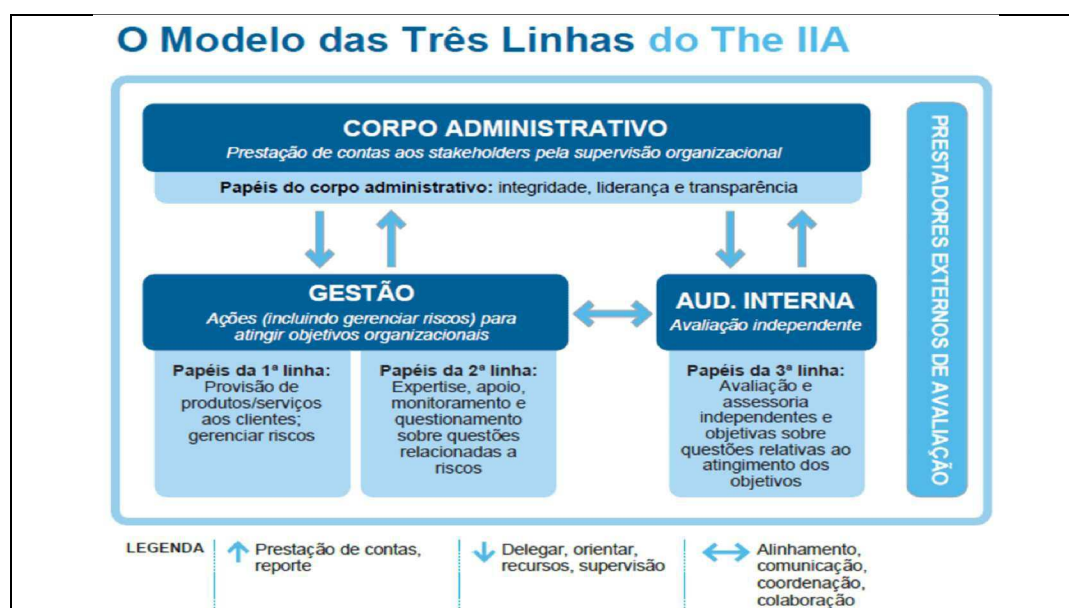 O Modelo das Três Linhas do The IIA
CORPO ADMINISTRATIVO
Prestação de contas aos stakeholders pela supervisão organizacional
Papéis do corpo administrativo: integridade, liderança e transparência
GESTÃO
Ações (incluindo gerenciar riscos) para
atingir objetivos organizacionais
Papéis da 1ª linha:
Provisão de
produtos/serviços
aos clientes;
gerenciar riscos
Papéis da 2ª linha:
Expertise, apoio,
monitoramento e
questionamento
sobre questões
relacionadas a
riscos
AUD. INTERNA
Avaliação independente
Papéis da 3ª linha:
Avaliação e
assessoria
independentes e
objetivas sobre
questões relativas ao
atingimento dos
objetivos
PRESTADORES EXTERNOS DE AVALIAÇÃO
LEGENDA
Prestação de contas,
reporte
Delegar, orientar,
recursos, supervisão
Alinhamento,
comunicação,
coordenação,
colaboração